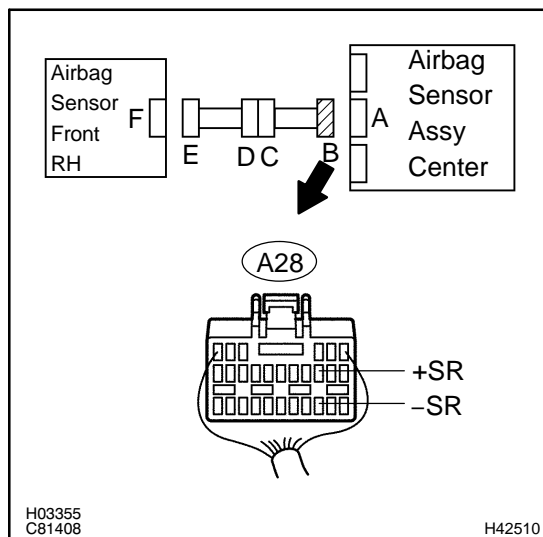 Airbag
Sensor
Front
RH
F
E
D
C
B
A
Airbag
Sensor
Assy
Center
A28
+SR
−SR
H03355
C81408
H42510